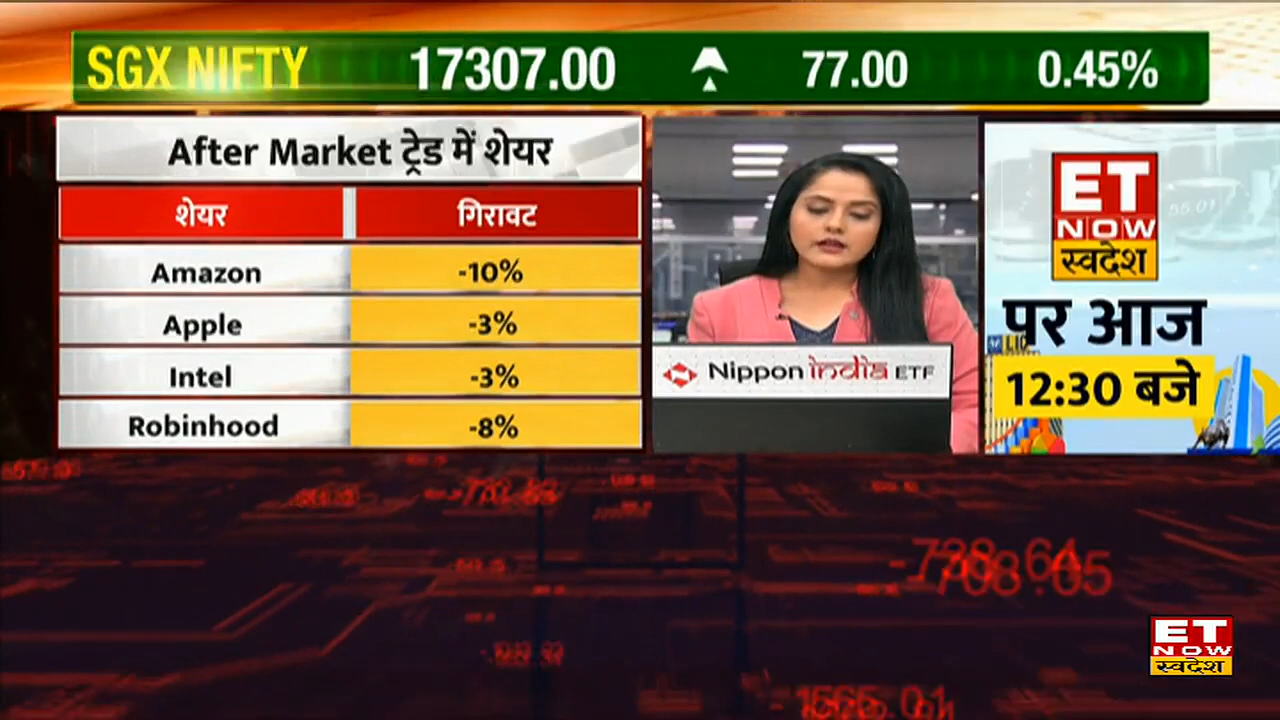 SGX NIFTY 17307.00 77.00 0.45%
After Market ट्रेड में शेयर
शेयर गिरावट
Amazon -10%
Apple -3%
Intel -3%
Robinhood -8%
Nippon india ETF
ET
NOW
स्वदेश
पर आज
12:30 बजे
ET
NOW
स्वदेश